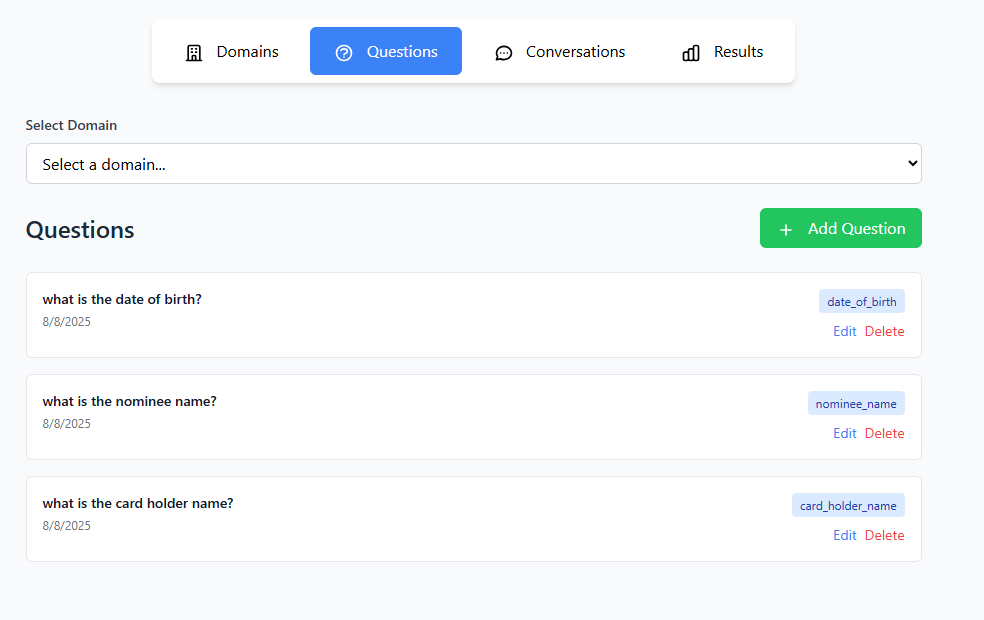 Domains Questions Conversations Results
Select Domain
Select a domain...
Questions
+ Add Question
what is the date of birth?
date_of_birth
8/8/2025
Edit Delete
what is the nominee name?
nominee_name
8/8/2025
Edit Delete
what is the card holder name?
card_holder_name
8/8/2025
Edit Delete